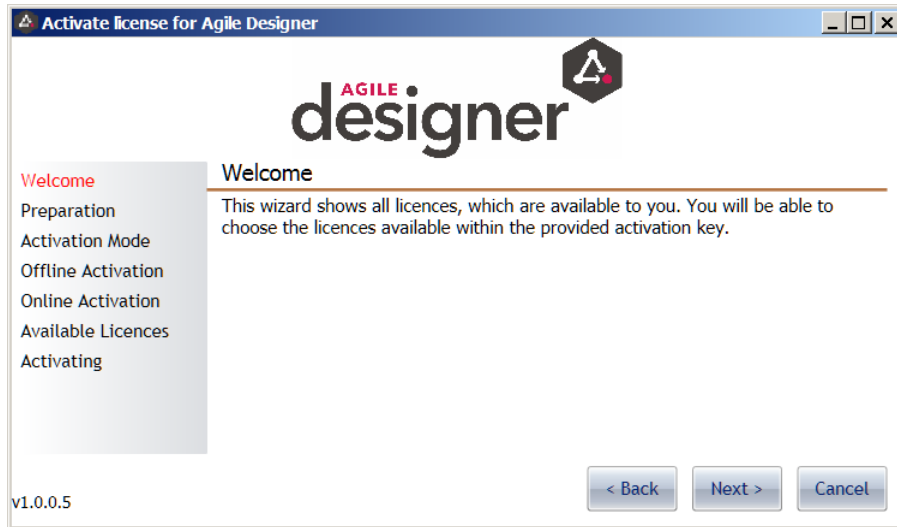 Activate license for Agile Designer
AGILE
designer
Welcome
Preparation
Activation Mode
Offline Activation
Online Activation
Available Licences
Activating
Welcome
This wizard shows all licences, which are available to you. You will be able to
choose the licences available within the provided activation key.
v1.0.0.5
< Back
Next >
Cancel